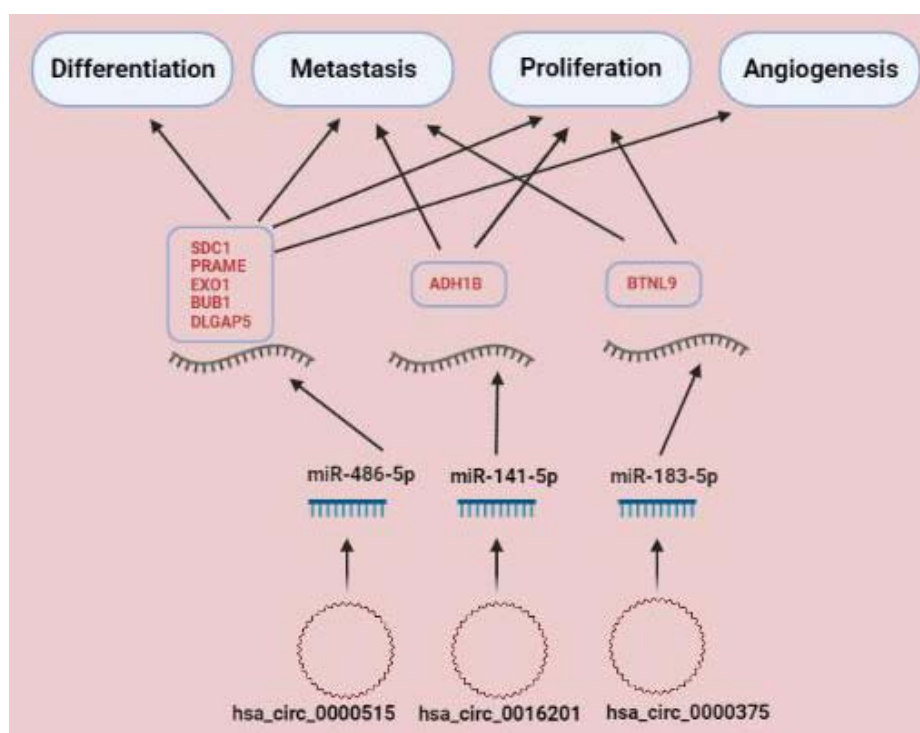 Differentiation
Metastasis
Proliferation
Angiogenesis
SDC1
PRAME
EXO1
BUB1
DLGAP5
ADH1B
BTNL9
miR-486-5p
miR-141-5p
miR-183-5p
hsa_circ_0000515
hsa_circ_0016201
hsa_circ_0000375